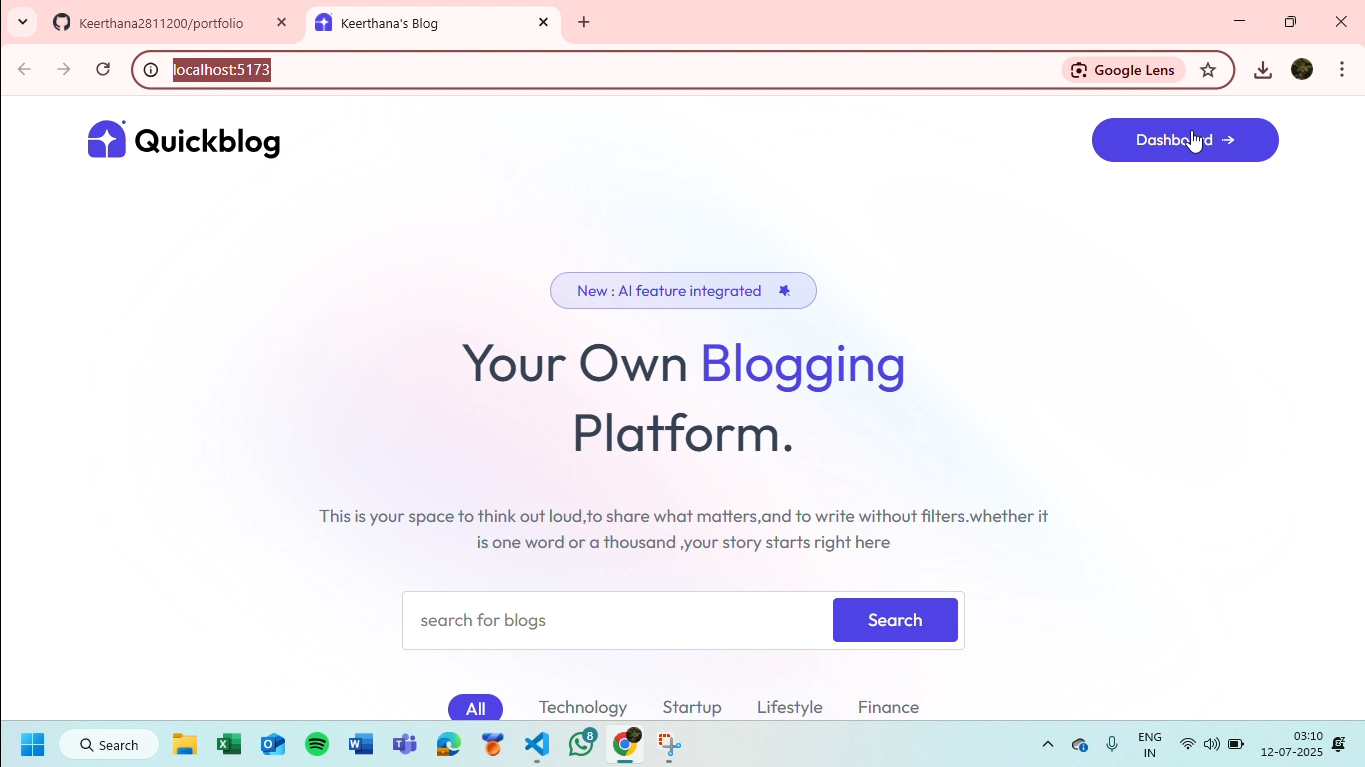 Keerthana2811200/portfolio
Keerthana's Blog
localhost:5173
Google Lens
Quickblog
Dashboard →
New : AI feature integrated
Your Own Blogging
Platform.
This is your space to think out loud,to share what matters,and to write without filters.whether it
is one word or a thousand ,your story starts right here
search for blogs
Search
All
Technology
Startup
Lifestyle
Finance
Search
8
ENG
IN
03:10
12-07-2025